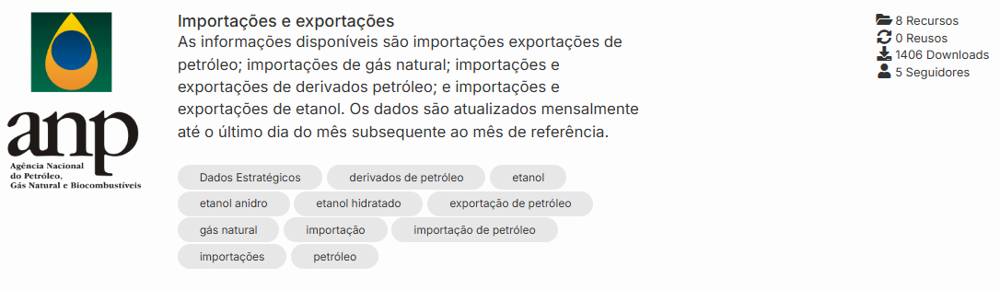 Importações e exportações
As informações disponíveis são importações exportações de
petróleo; importações de gás natural; importações e
exportações de derivados petróleo; e importações e
exportações de etanol. Os dados são atualizados mensalmente
até o último dia do mês subsequente ao mês de referência.
8 Recursos
0 Reusos
1406 Downloads
5 Seguidores
anp
Agência Nacional
do Petróleo,
Gás Natural e Biocombustíveis
Dados Estratégicos derivados de petróleo etanol
etanol anidro etanol hidratado exportação de petróleo
gás natural importação importação de petróleo
importações petróleo